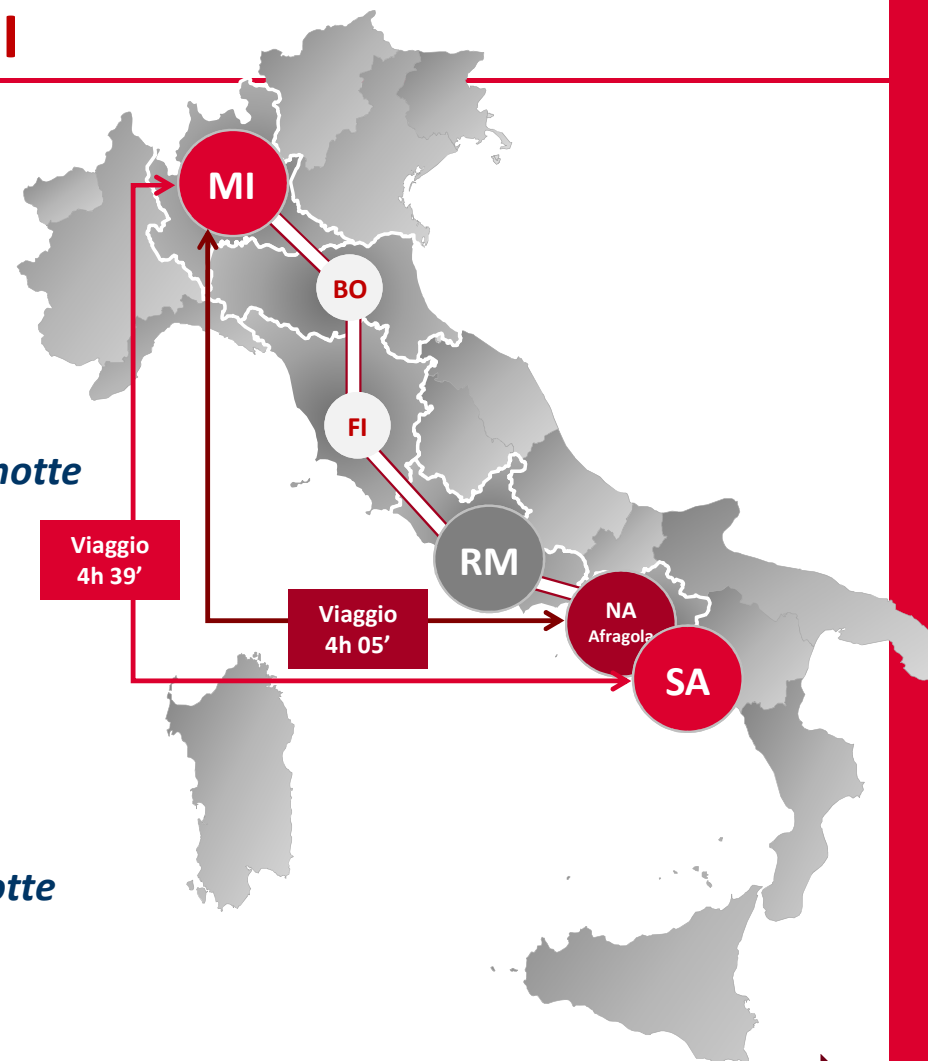 I
MI
BO
FI
notte
Viaggio
4h 39’
RM
Viaggio
4h 05’
NA
Afragola
SA
otte